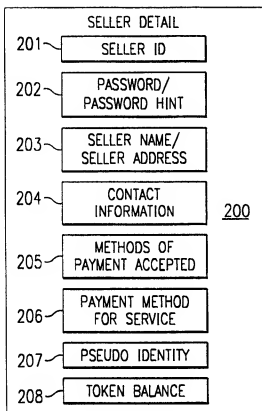 SELLER DETAIL
201
SELLER ID
202
PASSWORD/
PASSWORD HINT
203
SELLER NAME/
SELLER ADDRESS
204
CONTACT
INFORMATION
200
205
METHODS OF
PAYMENT ACCEPTED
206
PAYMENT METHOD
FOR SERVICE
207
PSEUDO IDENTITY
208
TOKEN BALANCE